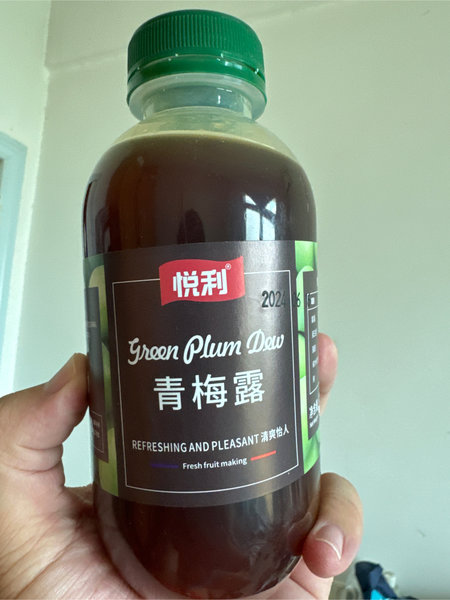 悦利®
2024 6
Green Plum Dew
青梅露
REFRESHING AND PLEASANT 清爽怡人
Fresh fruit making